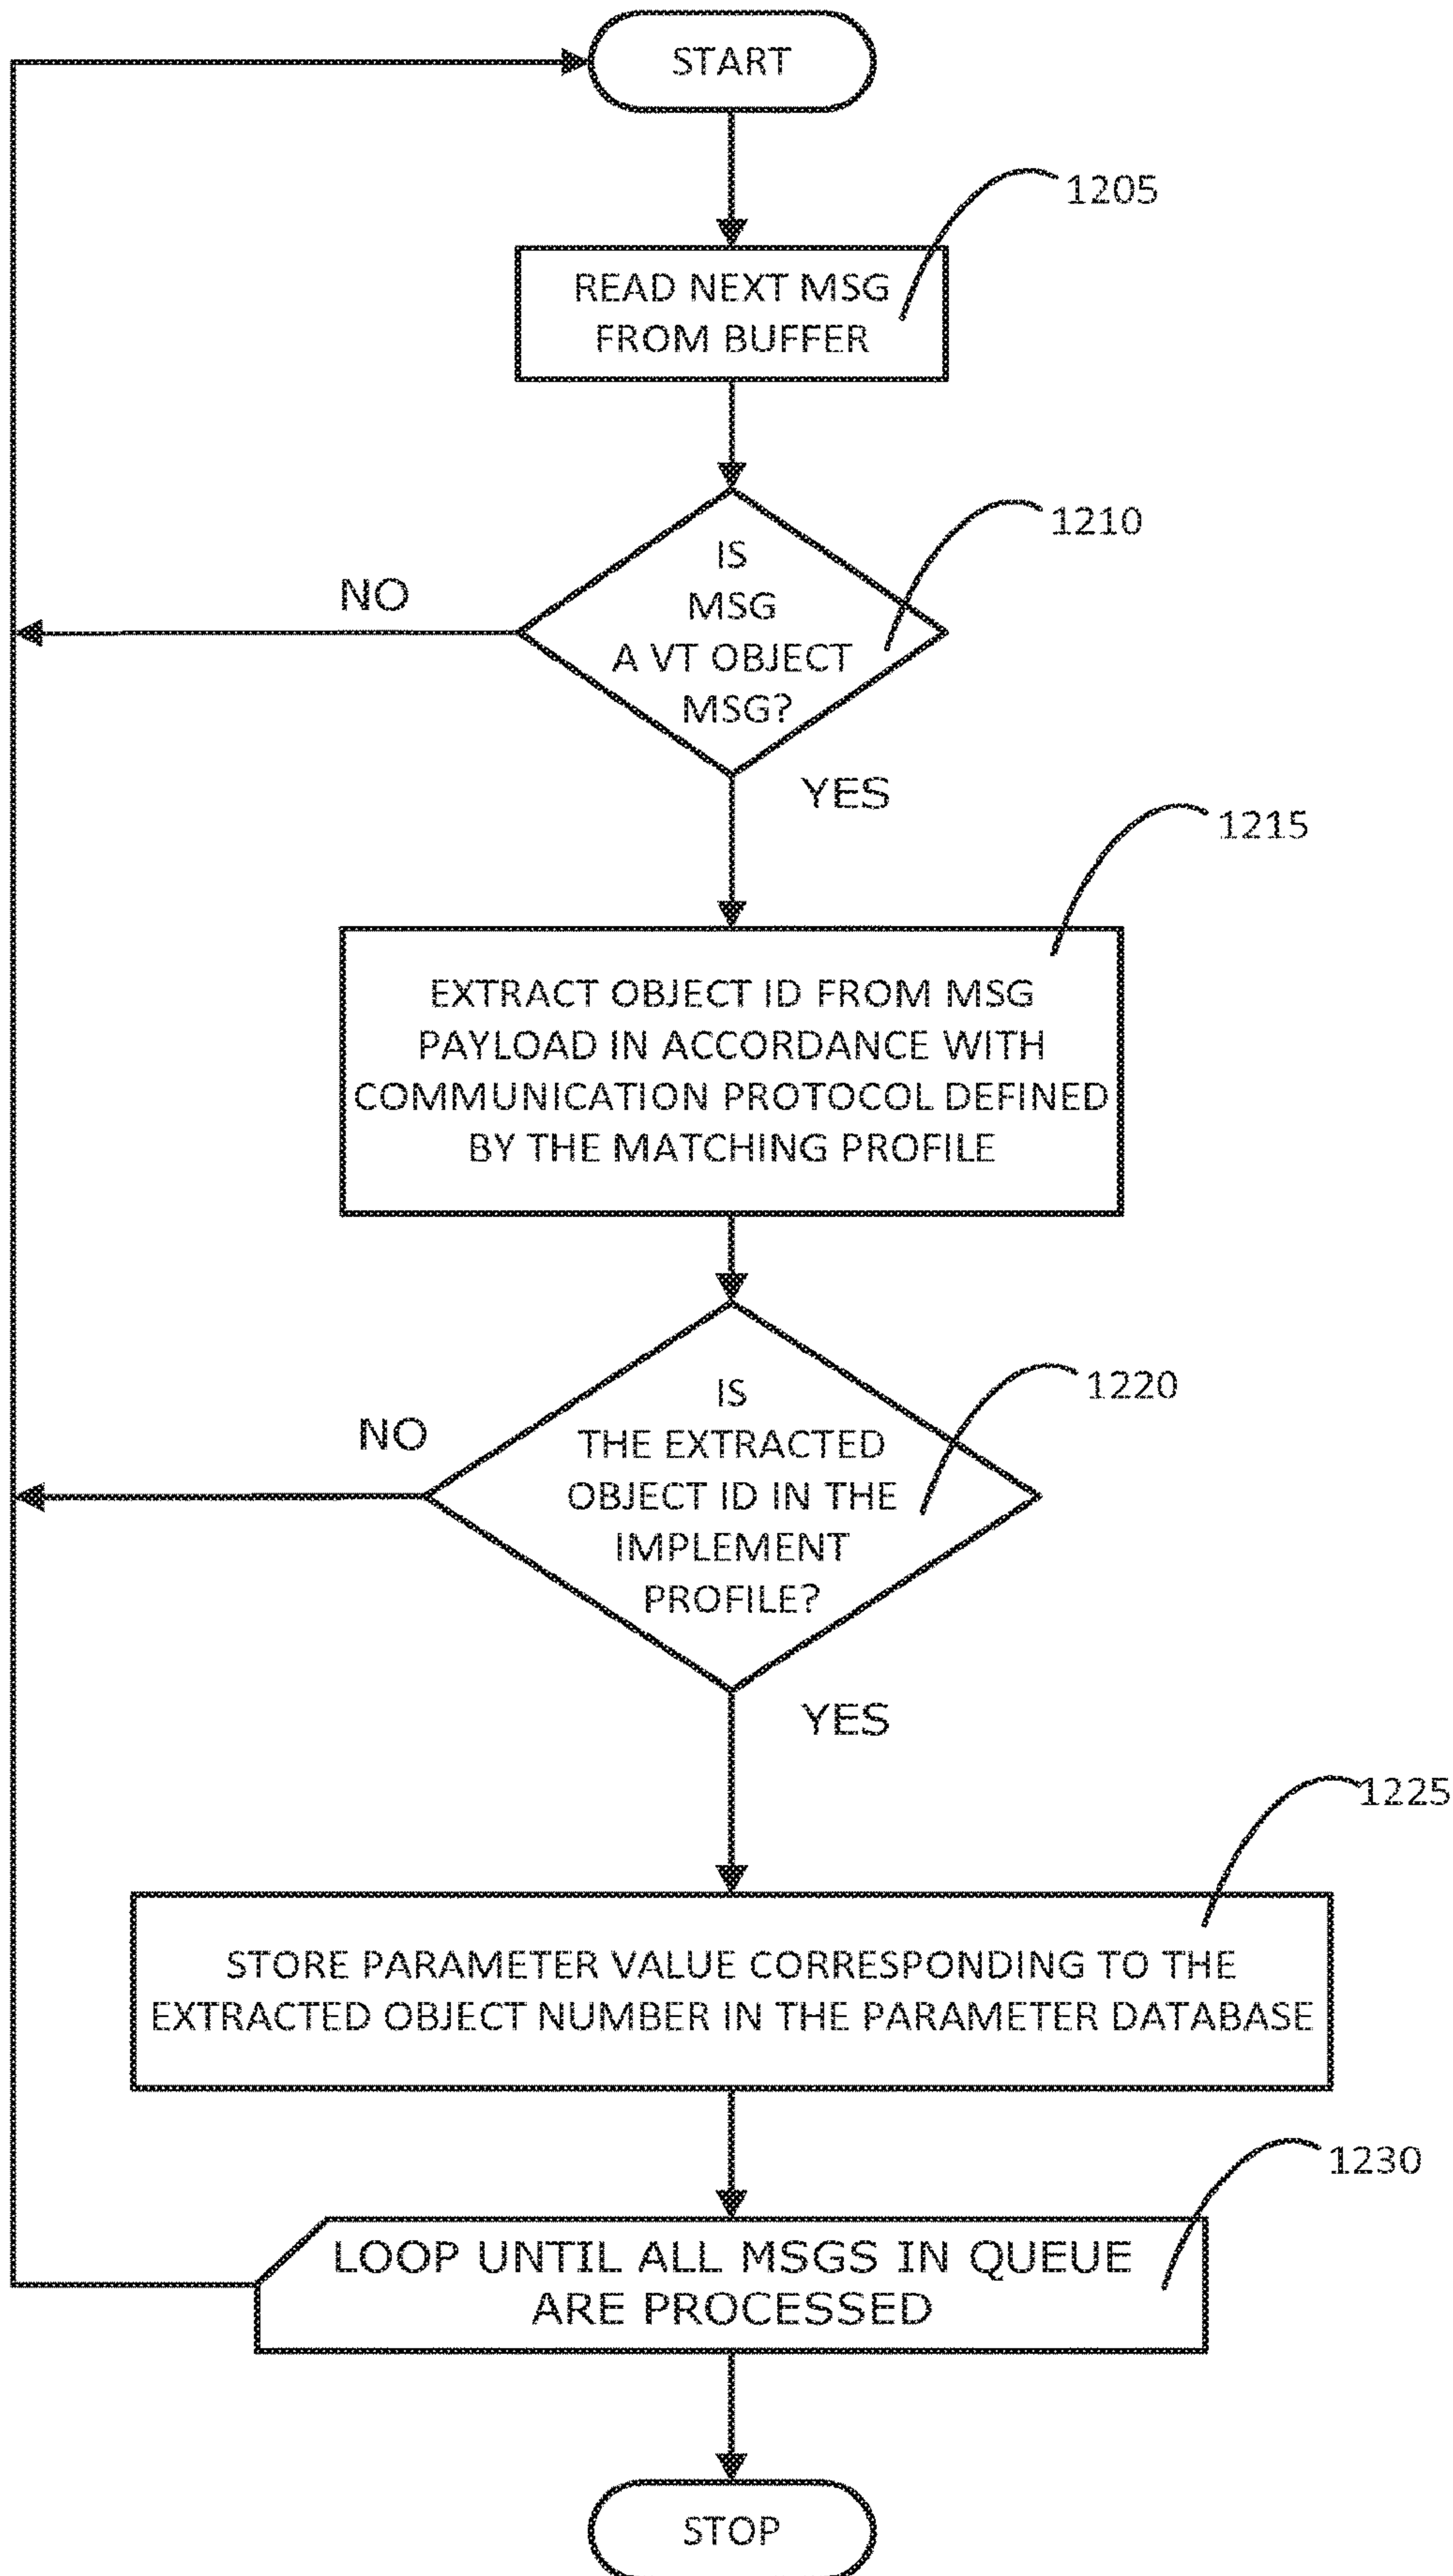 START
1205
READ NEXT MSG
FROM BUFFER
1210
IS
MSG
A VT OBJECT
MSG?
NO
YES
1215
EXTRACT OBJECT ID FROM MSG
PAYLOAD IN ACCORDANCE WITH
COMMUNICATION PROTOCOL DEFINED
BY THE MATCHING PROFILE
1220
IS
THE EXTRACTED
OBJECT ID IN THE
IMPLEMENT
PROFILE?
NO
YES
1225
STORE PARAMETER VALUE CORRESPONDING TO THE
EXTRACTED OBJECT NUMBER IN THE PARAMETER DATABASE
1230
LOOP UNTIL ALL MSGS IN QUEUE
ARE PROCESSED
STOP